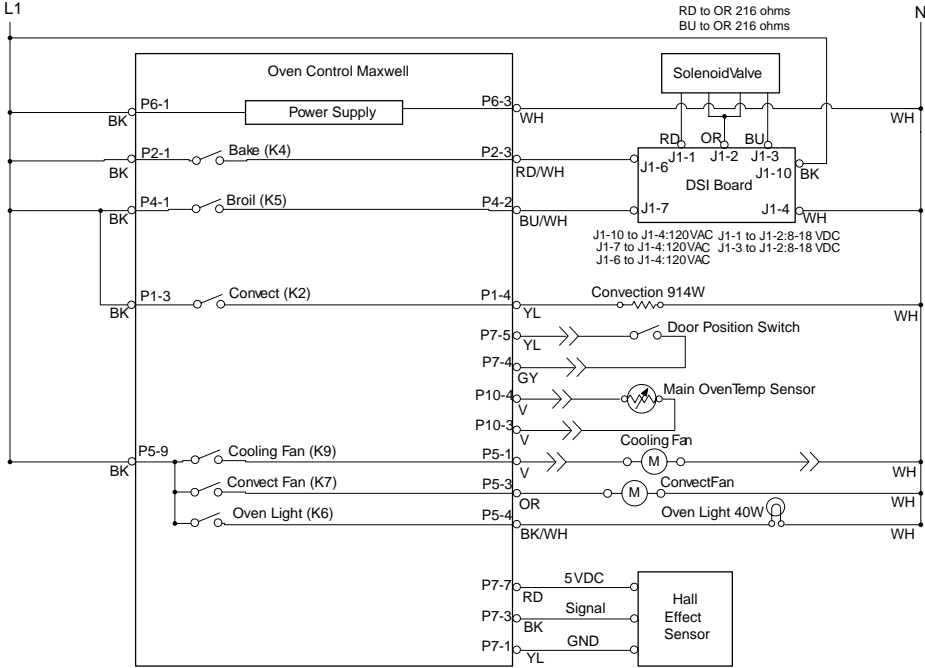 L1
RD to OR 216 ohms
BU to OR 216 ohms
N
Oven Control Maxwell
SolenoidValve
P6-1
BK
Power Supply
P6-3
WH
WH
RD
OR
BU
P2-1
BK
Bake (K4)
P2-3
RD/WH
J1-6
J1-1
J1-2
J1-3
J1-10
BK
DSI Board
P4-1
BK
Broil (K5)
P4-2
BU/WH
J1-7
J1-4
WH
J1-10 to J1-4:120VAC
J1-1 to J1-2:8-18 VDC
J1-7 to J1-4:120VAC
J1-3 to J1-2:8-18 VDC
J1-6 to J1-4:120VAC
P1-3
BK
Convect (K2)
P1-4
YL
Convection 914W
WH
P7-5
YL
Door Position Switch
P7-4
GY
P10-4
V
Main OvenTemp Sensor
P10-3
V
P5-9
BK
Cooling Fan (K9)
P5-1
V
Cooling Fan
M
WH
Convect Fan (K7)
P5-3
OR
M
ConvectFan
WH
Oven Light (K6)
P5-4
BK/WH
Oven Light 40W
WH
P7-7
RD
5VDC
P7-3
BK
Signal
P7-1
YL
GND
Hall
Effect
Sensor